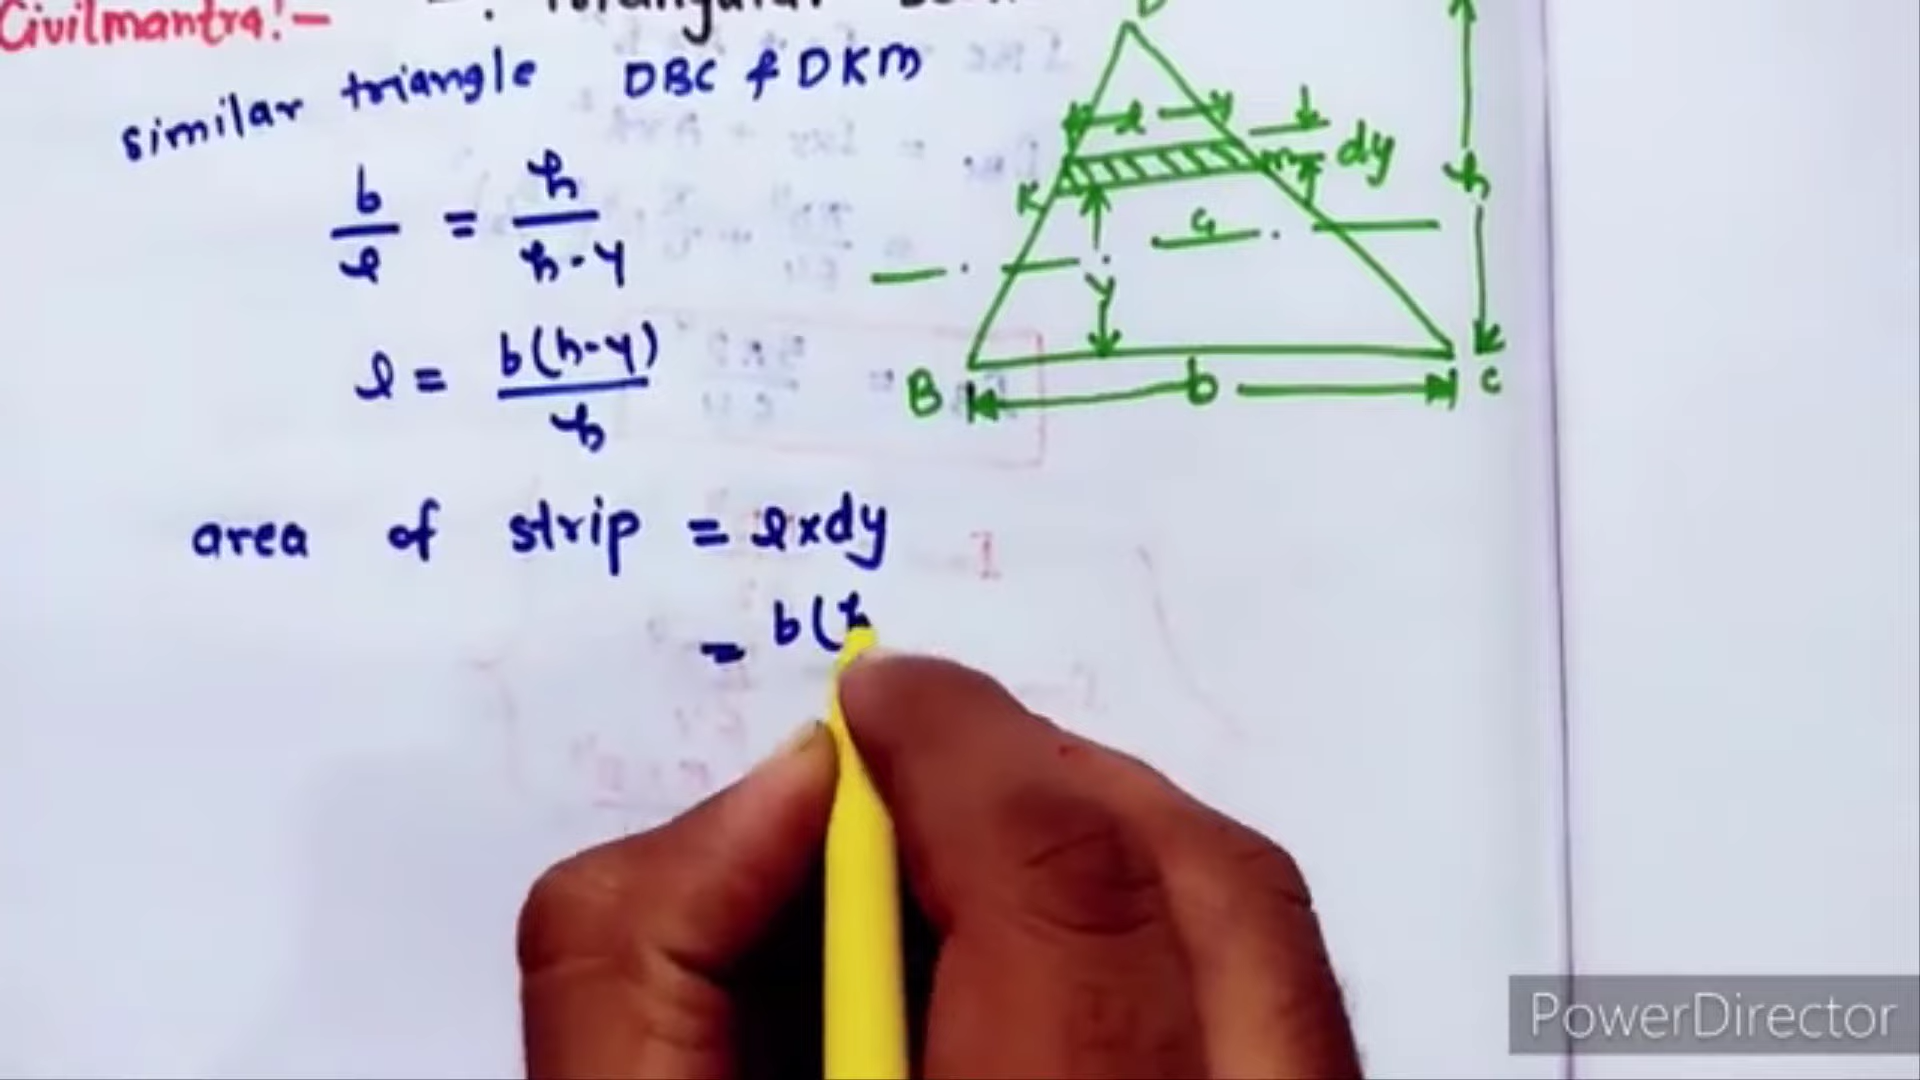 Civilmantra:-
similar triangle DBC & DKM
b/l = h/h-y
l = b(h-y)/h
area of strip = l x dy
= b(h
l
dy
K
m
G
y
h
B
b
C
PowerDirector